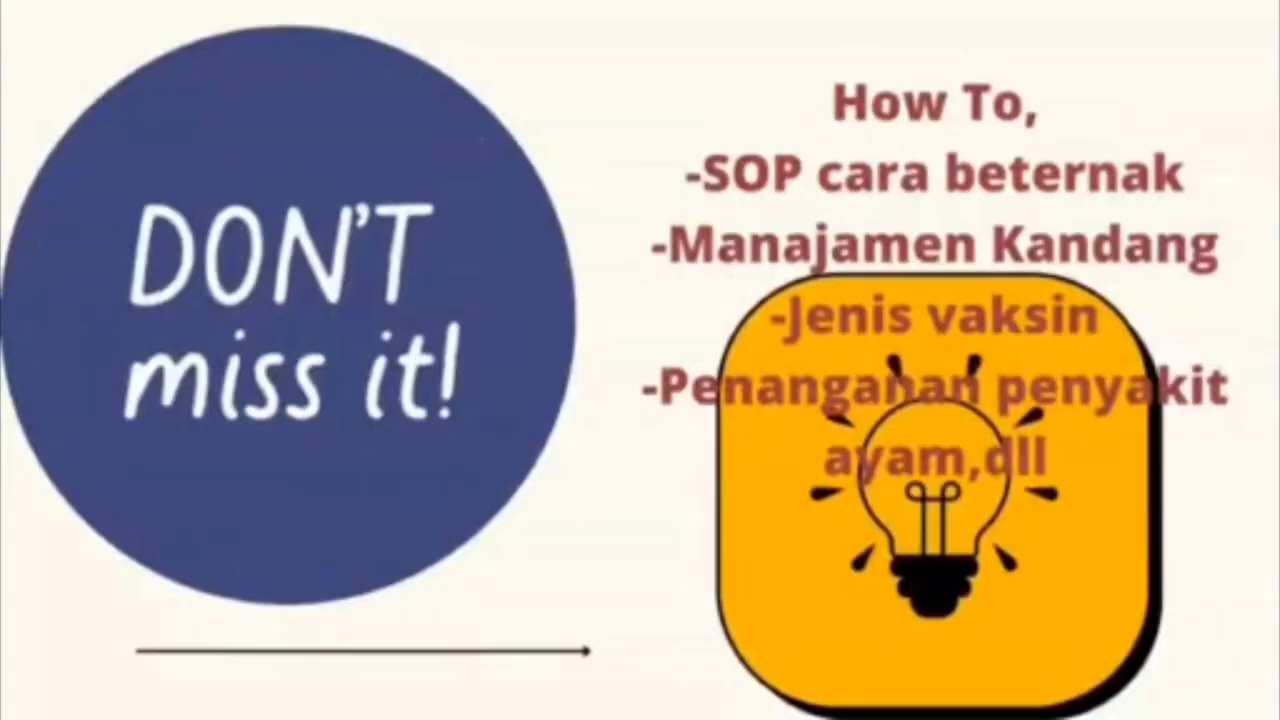 DON'T
miss it!
How To,
-SOP cara beternak
-Manajamen Kandang
-Jenis vaksin
-Penanganan penyakit
ayam,dll